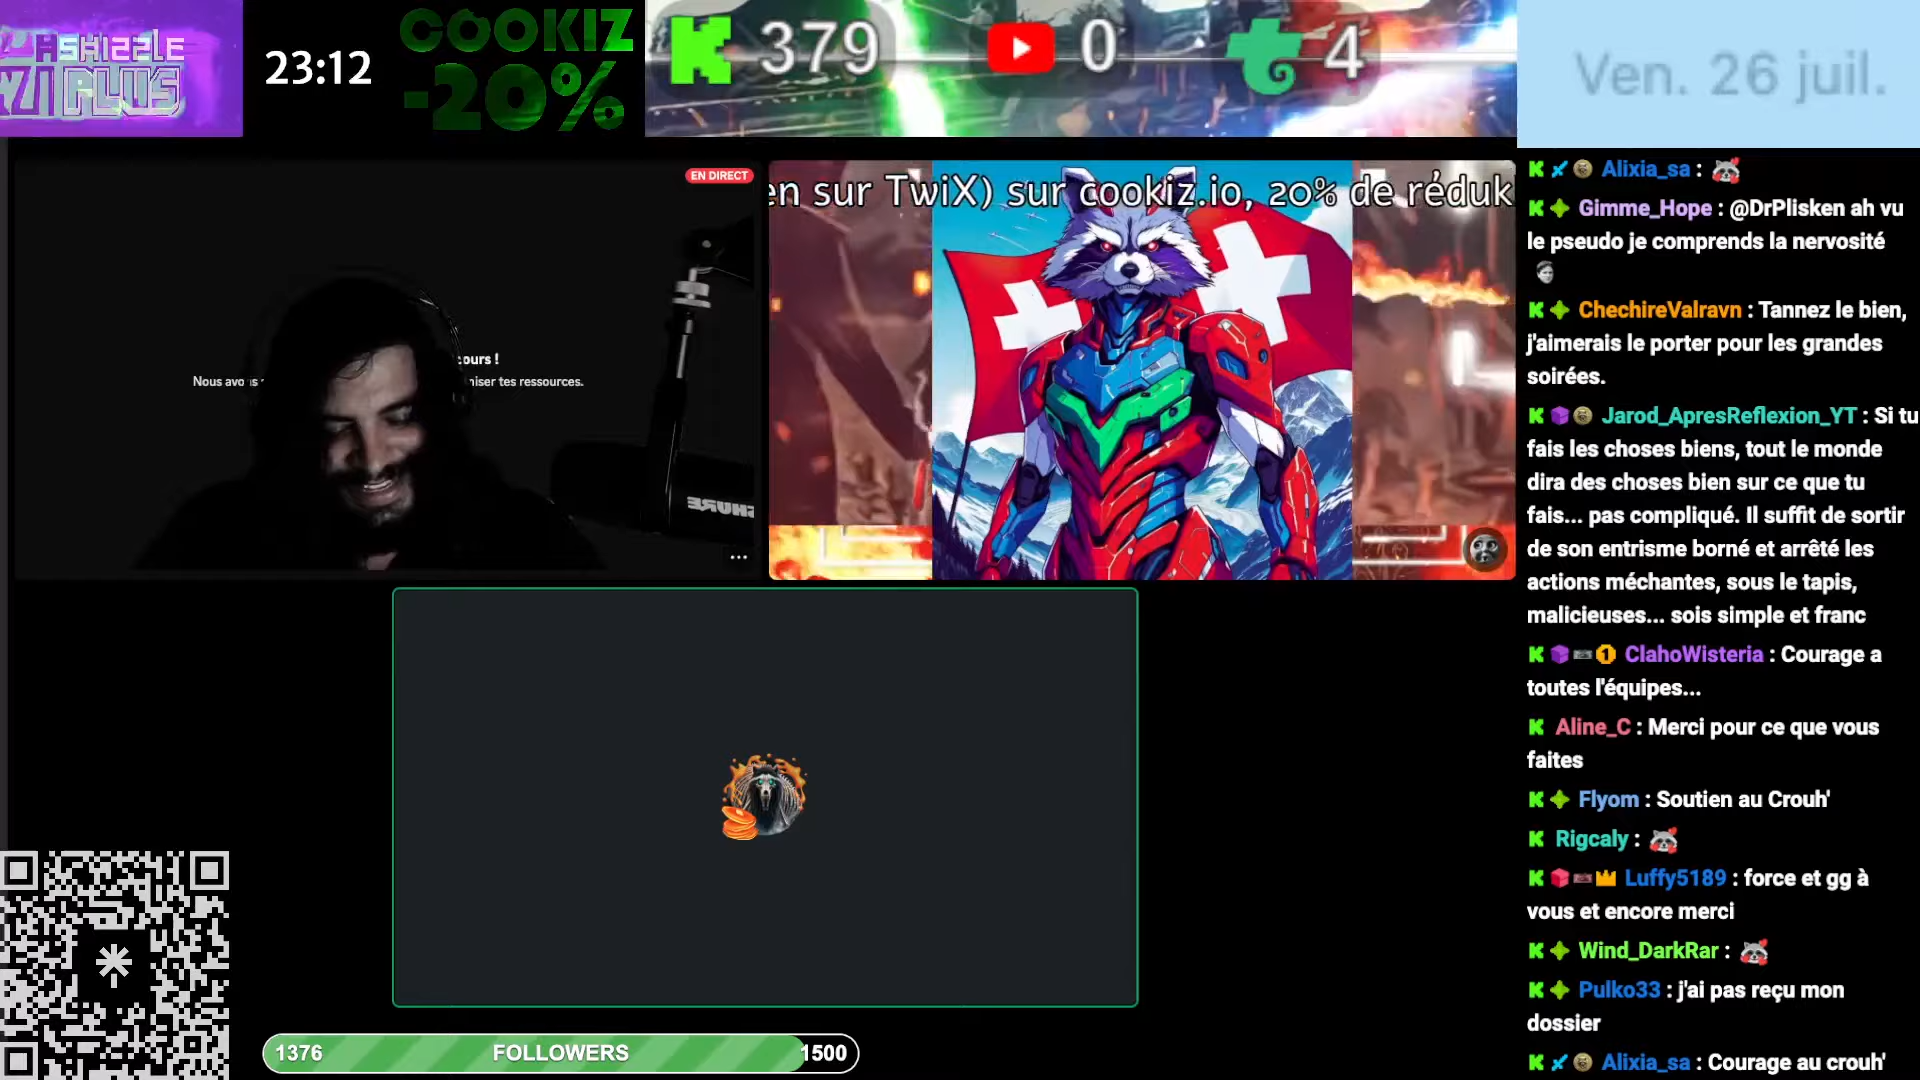 ASHIZZLE
PLUS
23:12
COOKIZ
-20%
379
0
4
Ven. 26 juil.
EN DIRECT
en sur TwiX) sur cookiz.io, 20% de réduk
cours !
Nous avons
niser tes ressources.
SHURE
Alixia_sa :
Gimme_Hope : @DrPlisken ah vu
le pseudo je comprends la nervosité
ChechireValravn : Tannez le bien,
j'aimerais le porter pour les grandes
soirées.
Jarod_ApresReflexion_YT : Si tu
fais les choses biens, tout le monde
dira des choses bien sur ce que tu
fais... pas compliqué. Il suffit de sortir
de son entrisme borné et arrêté les
actions méchantes, sous le tapis,
malicieuses... sois simple et franc
ClahoWisteria : Courage a
toutes l'équipes...
Aline_C : Merci pour ce que vous
faites
Flyom : Soutien au Crouh'
Rigcaly :
Luffy5189 : force et gg à
vous et encore merci
Wind_DarkRar :
Pulko33 : j'ai pas reçu mon
dossier
Alixia_sa : Courage au crouh'
1376 FOLLOWERS 1500